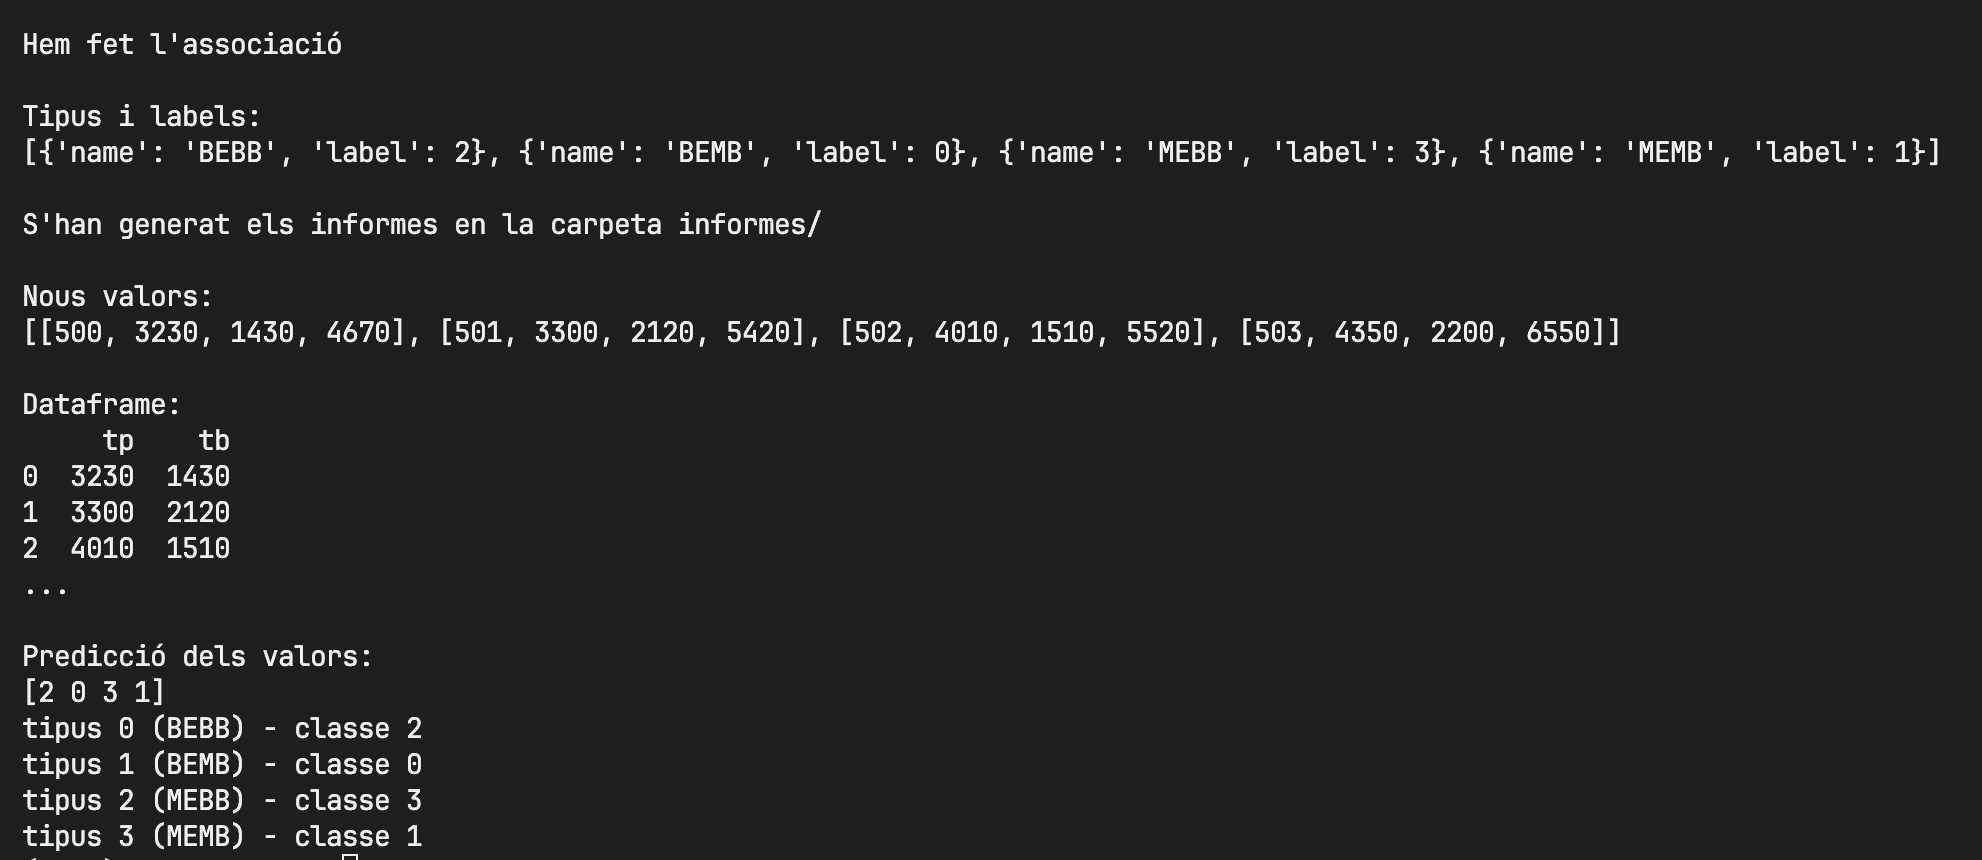 Hem fet l'associació
Tipus i labels:
[{'name': 'BEBB', 'label': 2}, {'name': 'BEMB', 'label': 0}, {'name': 'MEBB', 'label': 3}, {'name': 'MEMB', 'label': 1}]
S'han generat els informes en la carpeta informes/
Nous valors:
[[500, 3230, 1430, 4670], [501, 3300, 2120, 5420], [502, 4010, 1510, 5520], [503, 4350, 2200, 6550]]
Dataframe:
tp tb
0 3230 1430
1 3300 2120
2 4010 1510
...
Predicció dels valors:
[2 0 3 1]
tipus 0 (BEBB) - classe 2
tipus 1 (BEMB) - classe 0
tipus 2 (MEBB) - classe 3
tipus 3 (MEMB) - classe 1